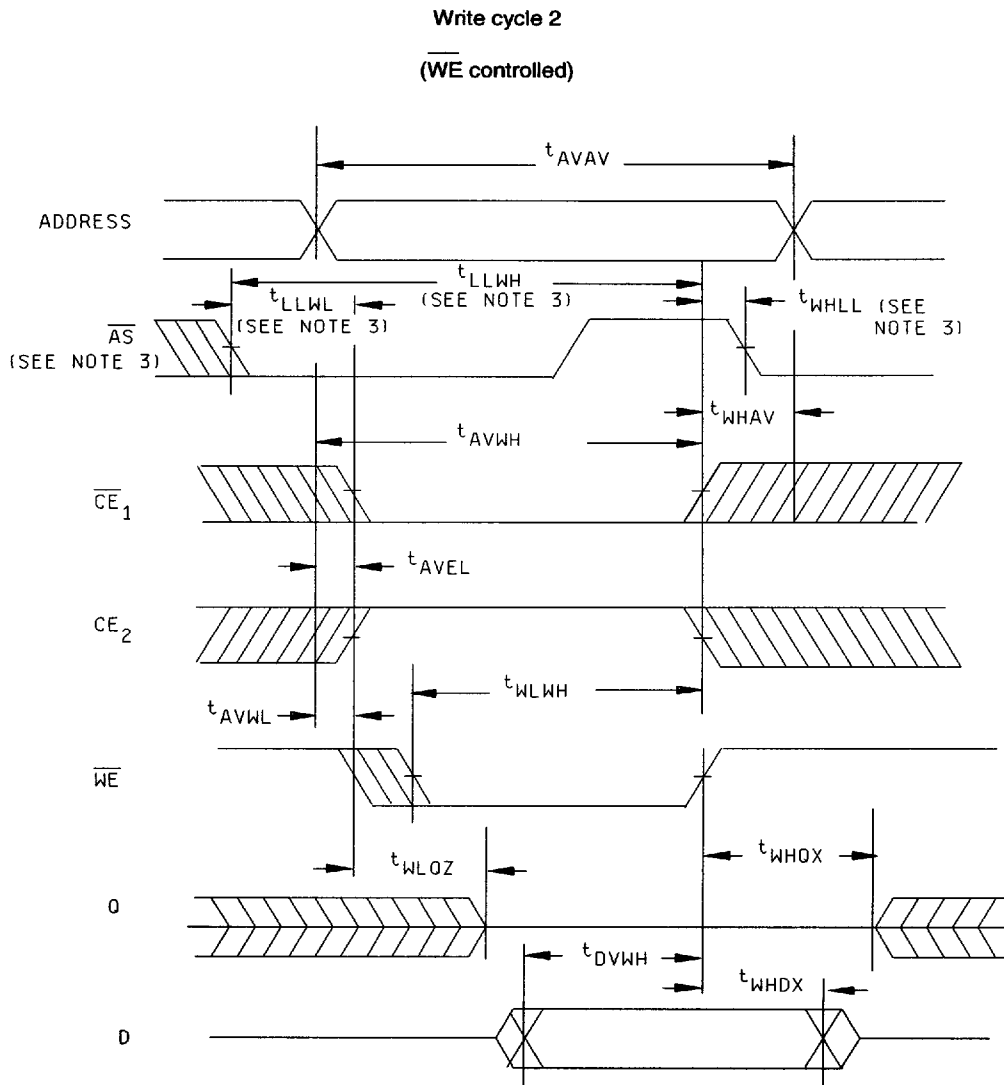 Write cycle 2
(WE controlled)
tAVAV
ADDRESS
tLLWH
(SEE NOTE 3)
tLLWL
(SEE NOTE 3)
tWHLL (SEE
NOTE 3)
AS
(SEE NOTE 3)
tWHAV
tAVWH
CE1
tAVEL
CE2
tWLWH
tAVWL
WE
tWLQZ
tWHQX
Q
tDVWH
tWHDX
D